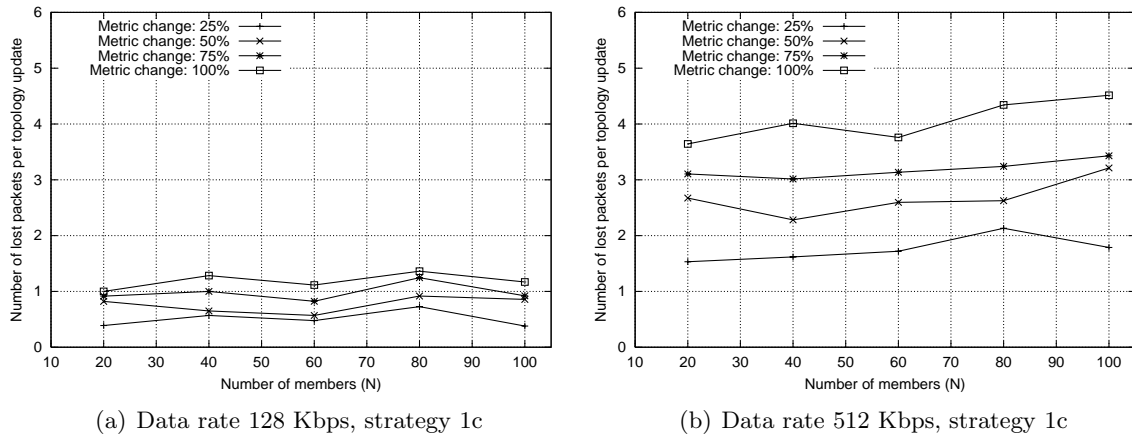 Number of lost packets per topology update
6
5
4
3
2
1
0
Metric change: 25%
Metric change: 50%
Metric change: 75%
Metric change: 100%
10 20 30 40 50 60 70 80 90 100
Number of members (N)
(a) Data rate 128 Kbps, strategy 1c
Number of lost packets per topology update
6
5
4
3
2
1
0
Metric change: 25%
Metric change: 50%
Metric change: 75%
Metric change: 100%
10 20 30 40 50 60 70 80 90 100
Number of members (N)
(b) Data rate 512 Kbps, strategy 1c